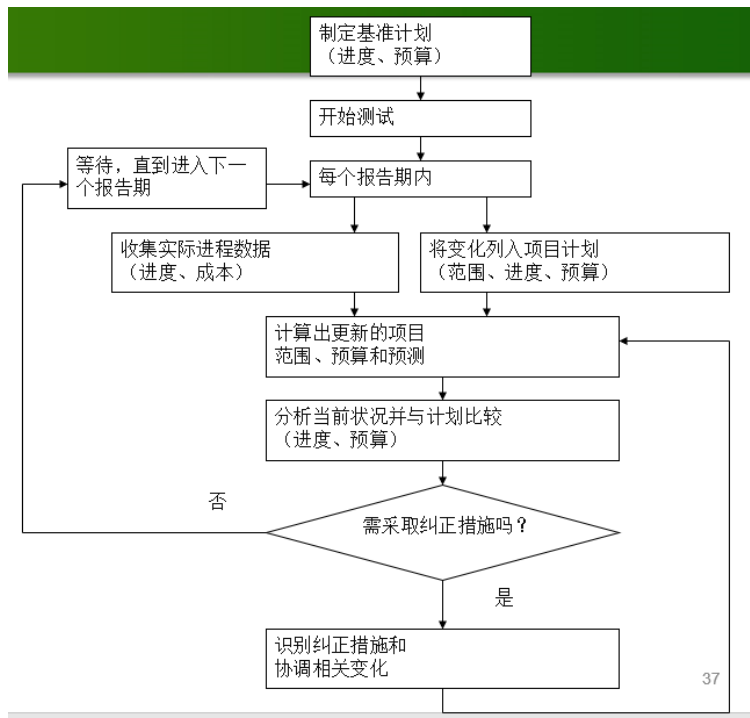 制定基准计划
（进度、预算）
开始测试
等待，直到进入下一
个报告期
每个报告期内
收集实际进程数据
（进度、成本）
将变化列入项目计划
（范围、进度、预算）
计算出更新的项目
范围、预算和预测
分析当前状况并与计划比较
（进度、预算）
否
需采取纠正措施吗？
是
识别纠正措施和
协调相关变化
37